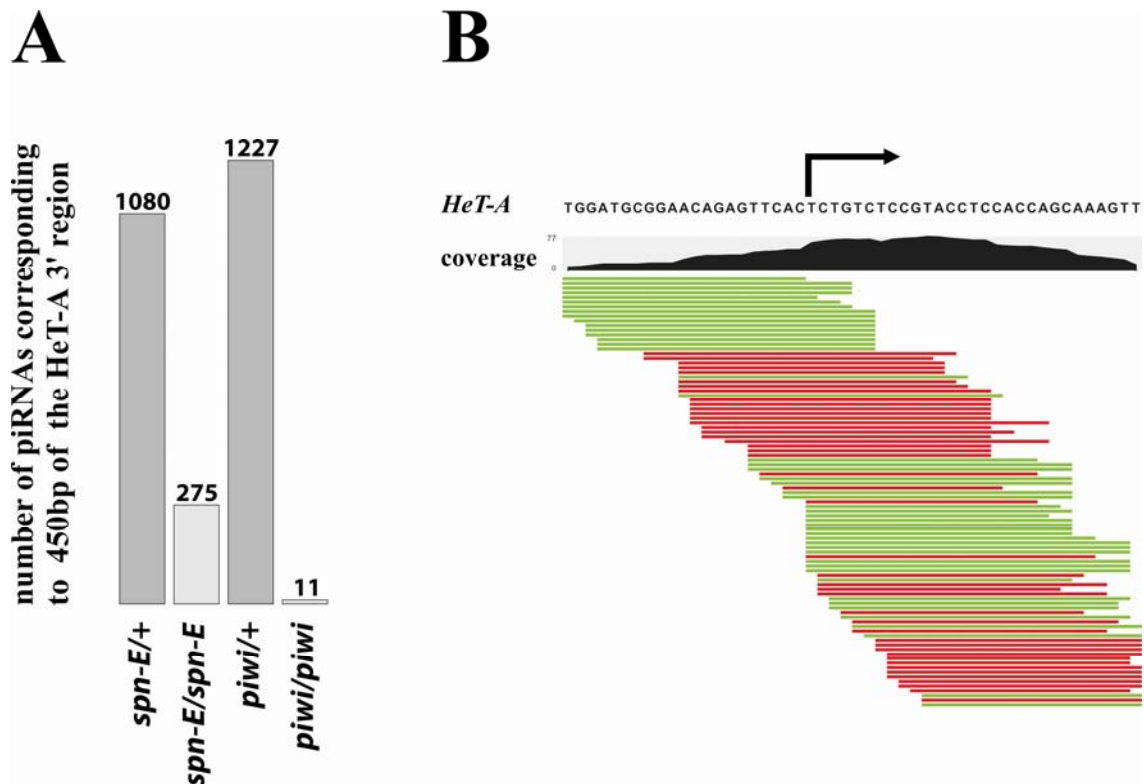 A
B
number of piRNAs corresponding
to 450bp of the HeT-A 3' region
1080
275
1227
11
spn-E/+
spn-E/spn-E
piwi/+
piwi/piwi
HeT-A
TGGATGCGGAACAGAGTTCACTCTGTCTCCGTACCTCCACCAGCAAAGTT
coverage
77
0